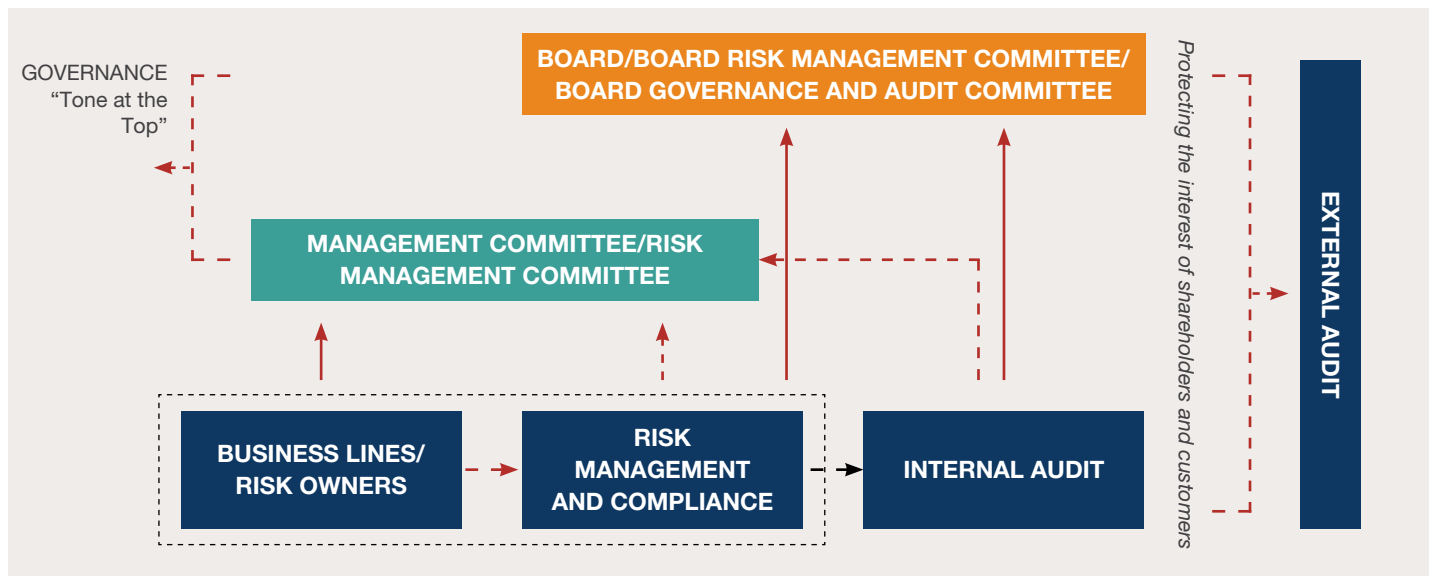 GOVERNANCE
“Tone at the
Top”
BOARD/BOARD RISK MANAGEMENT COMMITTEE/
BOARD GOVERNANCE AND AUDIT COMMITTEE
MANAGEMENT COMMITTEE/RISK
MANAGEMENT COMMITTEE
BUSINESS LINES/
RISK OWNERS
RISK
MANAGEMENT
AND COMPLIANCE
INTERNAL AUDIT
Protecting the interest of shareholders and customers
EXTERNAL AUDIT